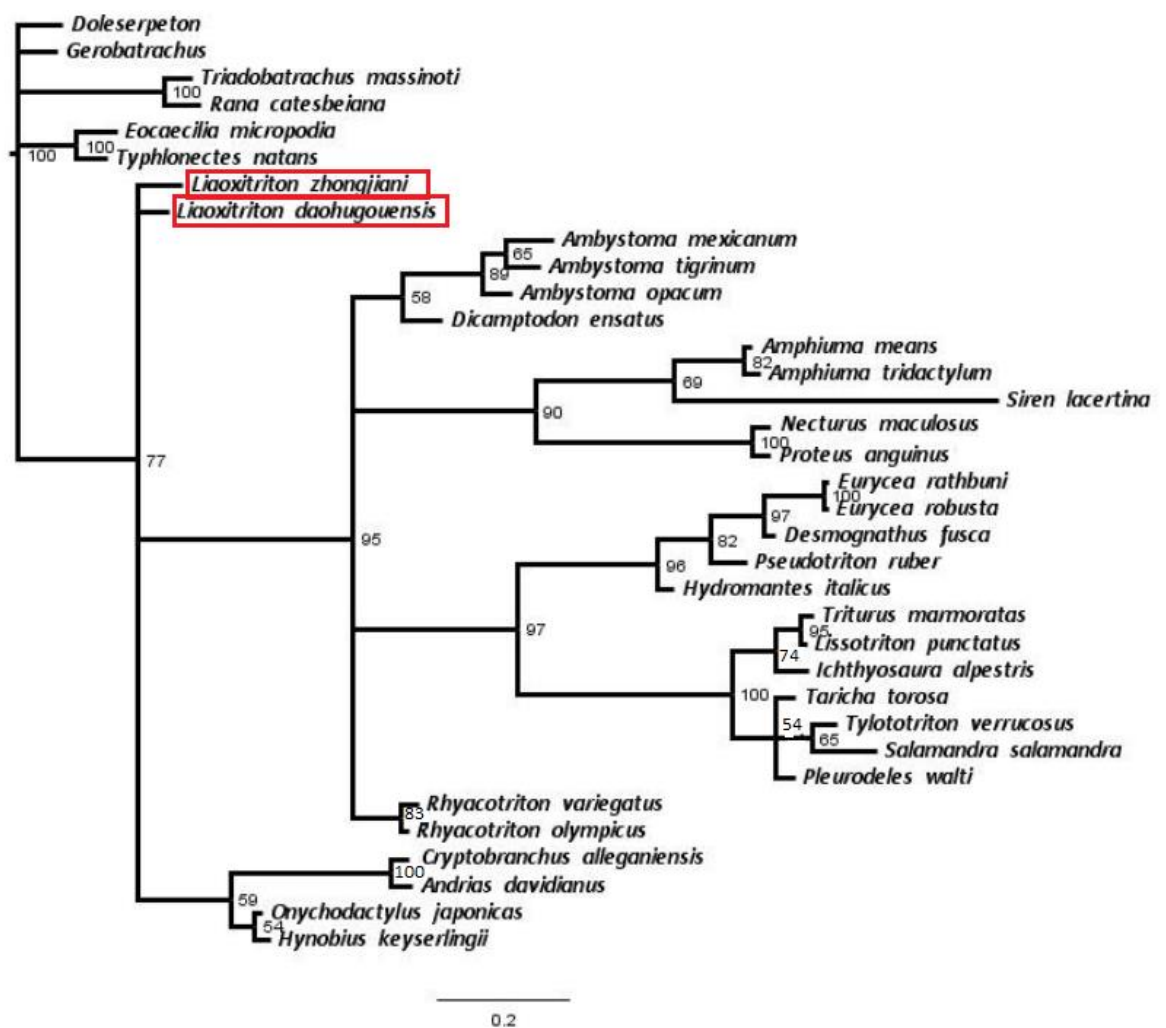 Doleserpeton
Gerobatrachus
Triadobatrachus massinoti
100
Rana catesbeiana
Eocaecilia micropodia
100
100
Typhlonectes natans
Liaoxitriton zhongjiani
Liaoxitriton daohugouensis
Ambystoma mexicanum
65
Ambystoma tigrinum
89
Ambystoma opacum
58
Dicamptodon ensatus
Amphiuma means
82
Amphiuma tridactylum
69
Siren lacertina
90
Necturus maculosus
100
Proteus anguinus
77
Eurycea rathbuni
100
Eurycea robusta
97
Desmognathus fusca
95
82
Pseudotriton ruber
96
Hydromantes italicus
Triturus marmoratas
95
97
Lissotriton punctatus
74
Ichthyosaura alpestris
100
Taricha torosa
54
Tylototriton verrucosus
65
Salamandra salamandra
Pleurodeles walti
Rhyacotriton variegatus
83
Rhyacotriton olympicus
Cryptobranchus alleganiensis
100
Andrias davidianus
59
Onychodactylus japonicas
54
Hynobius keyserlingii
0.2